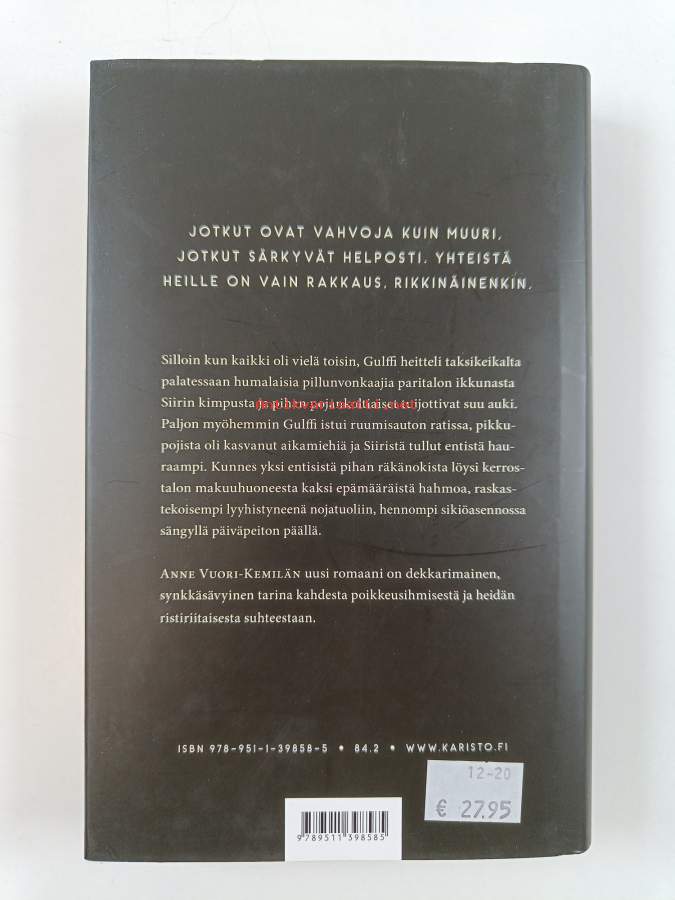 JOTKUT OVAT VAHVOJA KUIN MUURI,
JOTKUT SÄRKYVÄT HELPOSTI. YHTEISTÄ
HEILLE ON VAIN RAKKAUS, RIKKINÄINENKIN.
Silloin kun kaikki oli vielä toisin, Gulffi heitteli taksikeikalta
palatessaan humalaisia pillunvonkaajia paritalon ikkunasta
Siirin kimpusta ja pihan pojankoltiaiset tuijottivat suu auki.
Paljon myöhemmin Gulffi istui ruumisauton ratissa, pikku-
pojista oli kasvanut aikamiehiä ja Siiristä tullut entistä hau-
raampi. Kunnes yksi entisistä pihan räkänokista löysi kerros-
talon makuuhuoneesta kaksi epämääräistä hahmoa, raskas-
tekoisempi lyyhistyneenä nojatuoliin, hennompi sikiöasennossa
sängyllä päiväpeiton päällä.
ANNE VUORI-KEMILÄN uusi romaani on dekkarimainen,
synkkäsävyinen tarina kahdesta poikkeusihmisestä ja heidän
ristiriitaisesta suhteestaan.
ISBN 978-951-1-39858-5 • 84.2 • WWW.KARISTO.FI
12-20
€ 27.95
9789511398585